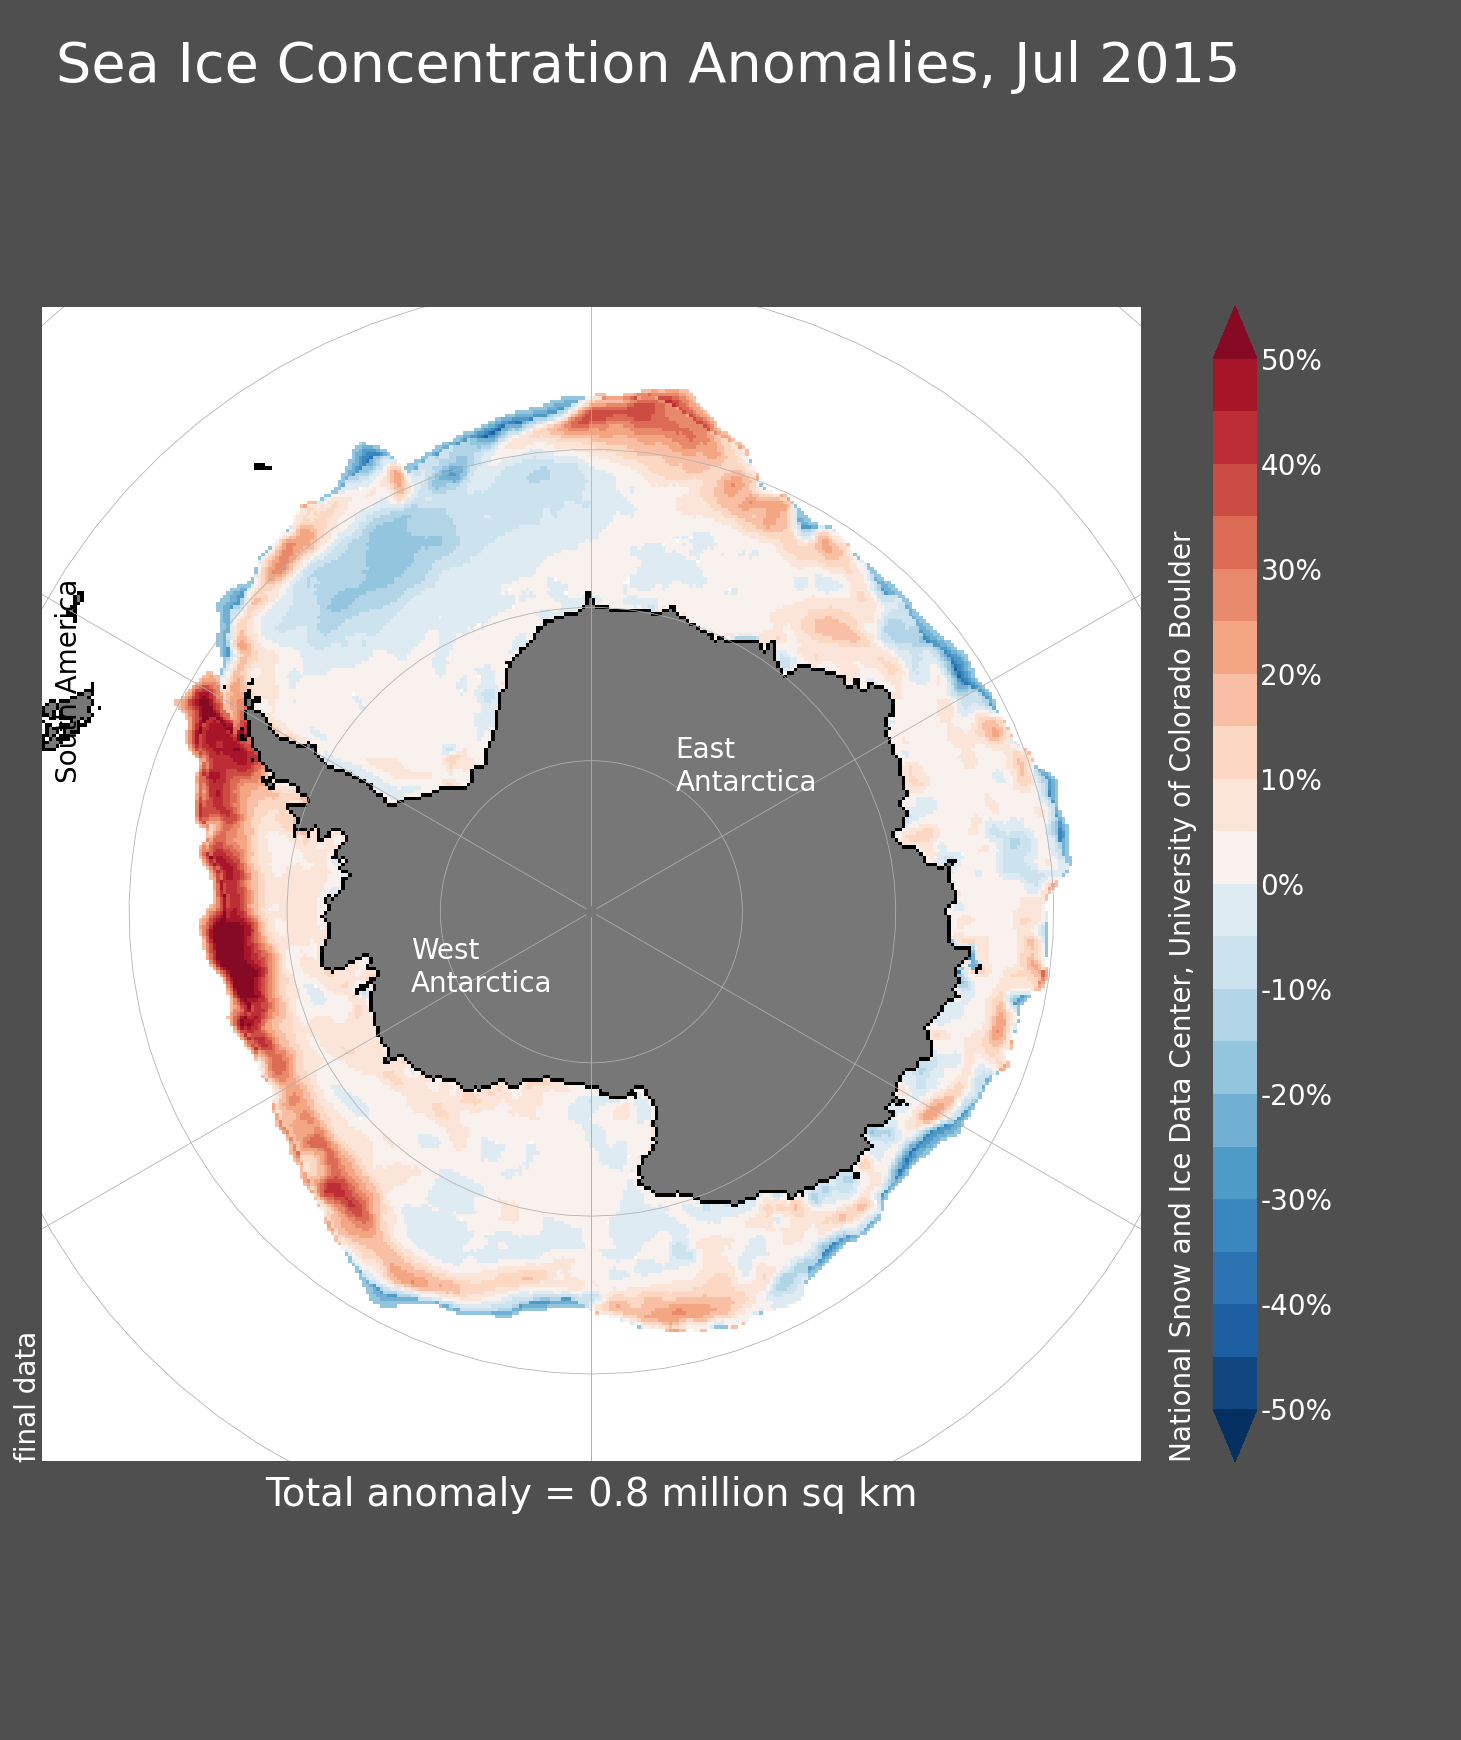 Sea Ice Concentration Anomalies, Jul 2015
South America
East
Antarctica
West
Antarctica
final data
National Snow and Ice Data Center, University of Colorado Boulder
50%
40%
30%
20%
10%
0%
-10%
-20%
-30%
-40%
-50%
Total anomaly = 0.8 million sq km